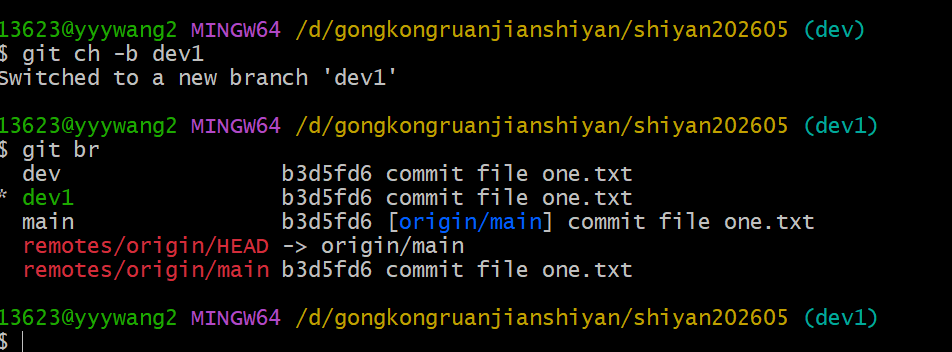 13623@yyywang2 MINGW64 /d/gongkongruanjianshiyan/shiyan202605 (dev)
$ git ch -b dev1
Switched to a new branch 'dev1'
13623@yyywang2 MINGW64 /d/gongkongruanjianshiyan/shiyan202605 (dev1)
$ git br
  dev                 b3d5fd6 commit file one.txt
* dev1                b3d5fd6 commit file one.txt
  main                b3d5fd6 [origin/main] commit file one.txt
  remotes/origin/HEAD -> origin/main
  remotes/origin/main b3d5fd6 commit file one.txt
13623@yyywang2 MINGW64 /d/gongkongruanjianshiyan/shiyan202605 (dev1)
$